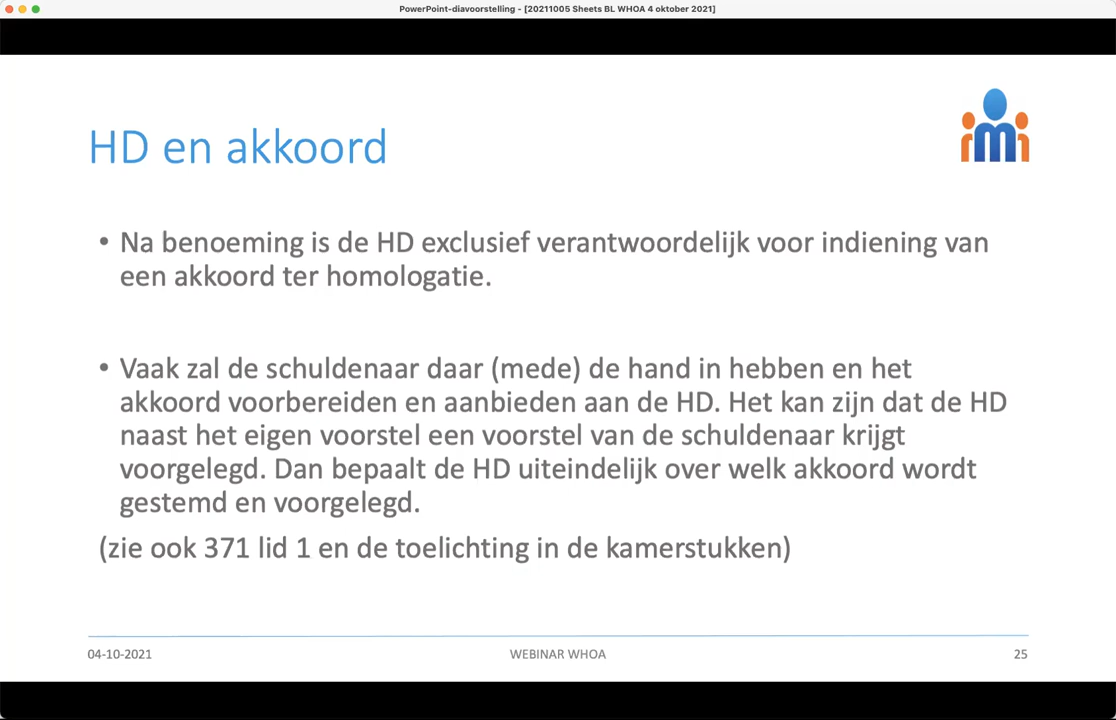 PowerPoint-diavoorstelling - [20211005 Sheets BL WHOA 4 oktober 2021]
HD en akkoord
• Na benoeming is de HD exclusief verantwoordelijk voor indiening van
een akkoord ter homologatie.
• Vaak zal de schuldenaar daar (mede) de hand in hebben en het
akkoord voorbereiden en aanbieden aan de HD. Het kan zijn dat de HD
naast het eigen voorstel een voorstel van de schuldenaar krijgt
voorgelegd. Dan bepaalt de HD uiteindelijk over welk akkoord wordt
gestemd en voorgelegd.
(zie ook 371 lid 1 en de toelichting in de kamerstukken)
04-10-2021 WEBINAR WHOA 25